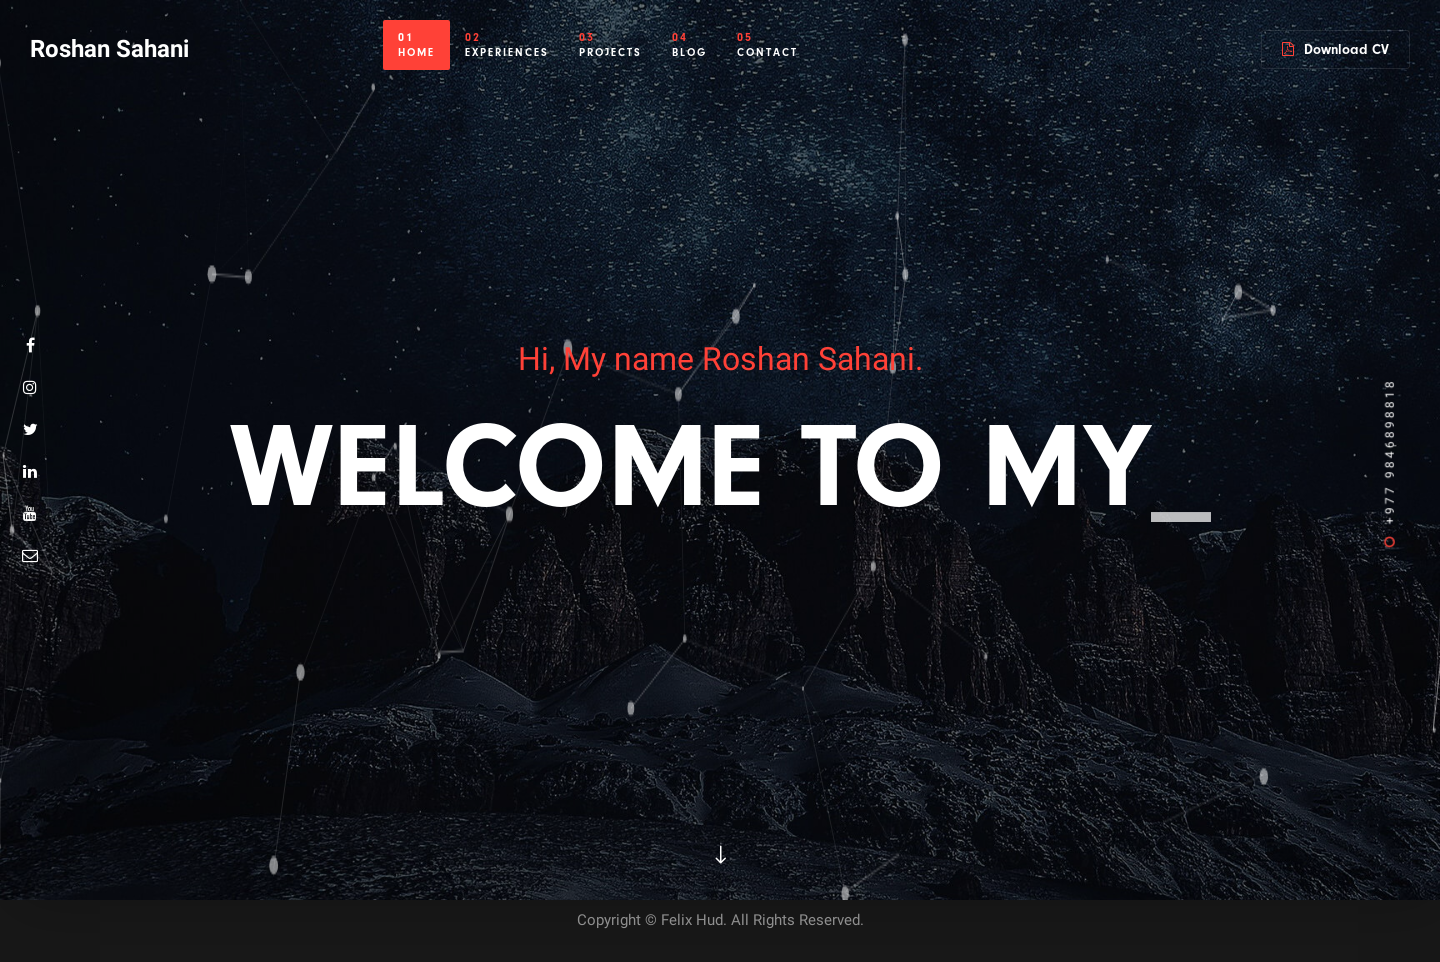 Roshan Sahani
01
HOME
02
EXPERIENCES
03
PROJECTS
04
BLOG
05
CONTACT
Download CV
Hi, My name Roshan Sahani.
WELCOME TO MY_
+977 9846898818
Copyright © Felix Hud. All Rights Reserved.